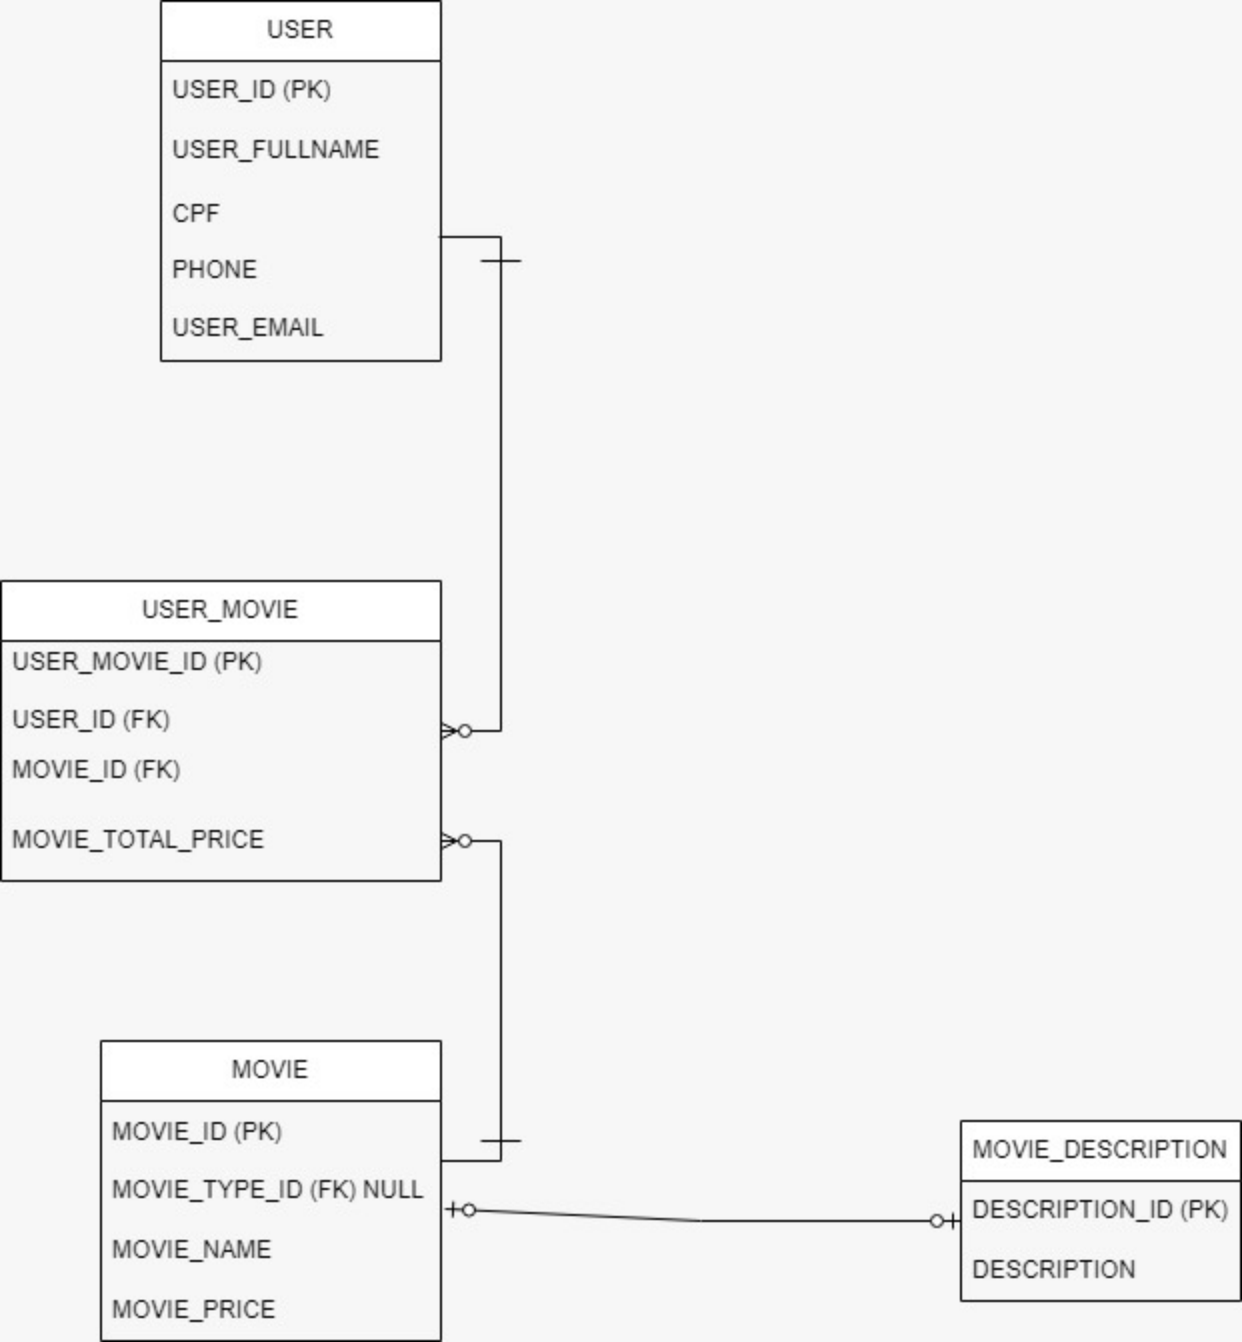 USER
USER_ID (PK)
USER_FULLNAME
CPF
PHONE
USER_EMAIL
USER_MOVIE
USER_MOVIE_ID (PK)
USER_ID (FK)
MOVIE_ID (FK)
MOVIE_TOTAL_PRICE
MOVIE
MOVIE_ID (PK)
MOVIE_TYPE_ID (FK) NULL
MOVIE_NAME
MOVIE_PRICE
MOVIE_DESCRIPTION
DESCRIPTION_ID (PK)
DESCRIPTION